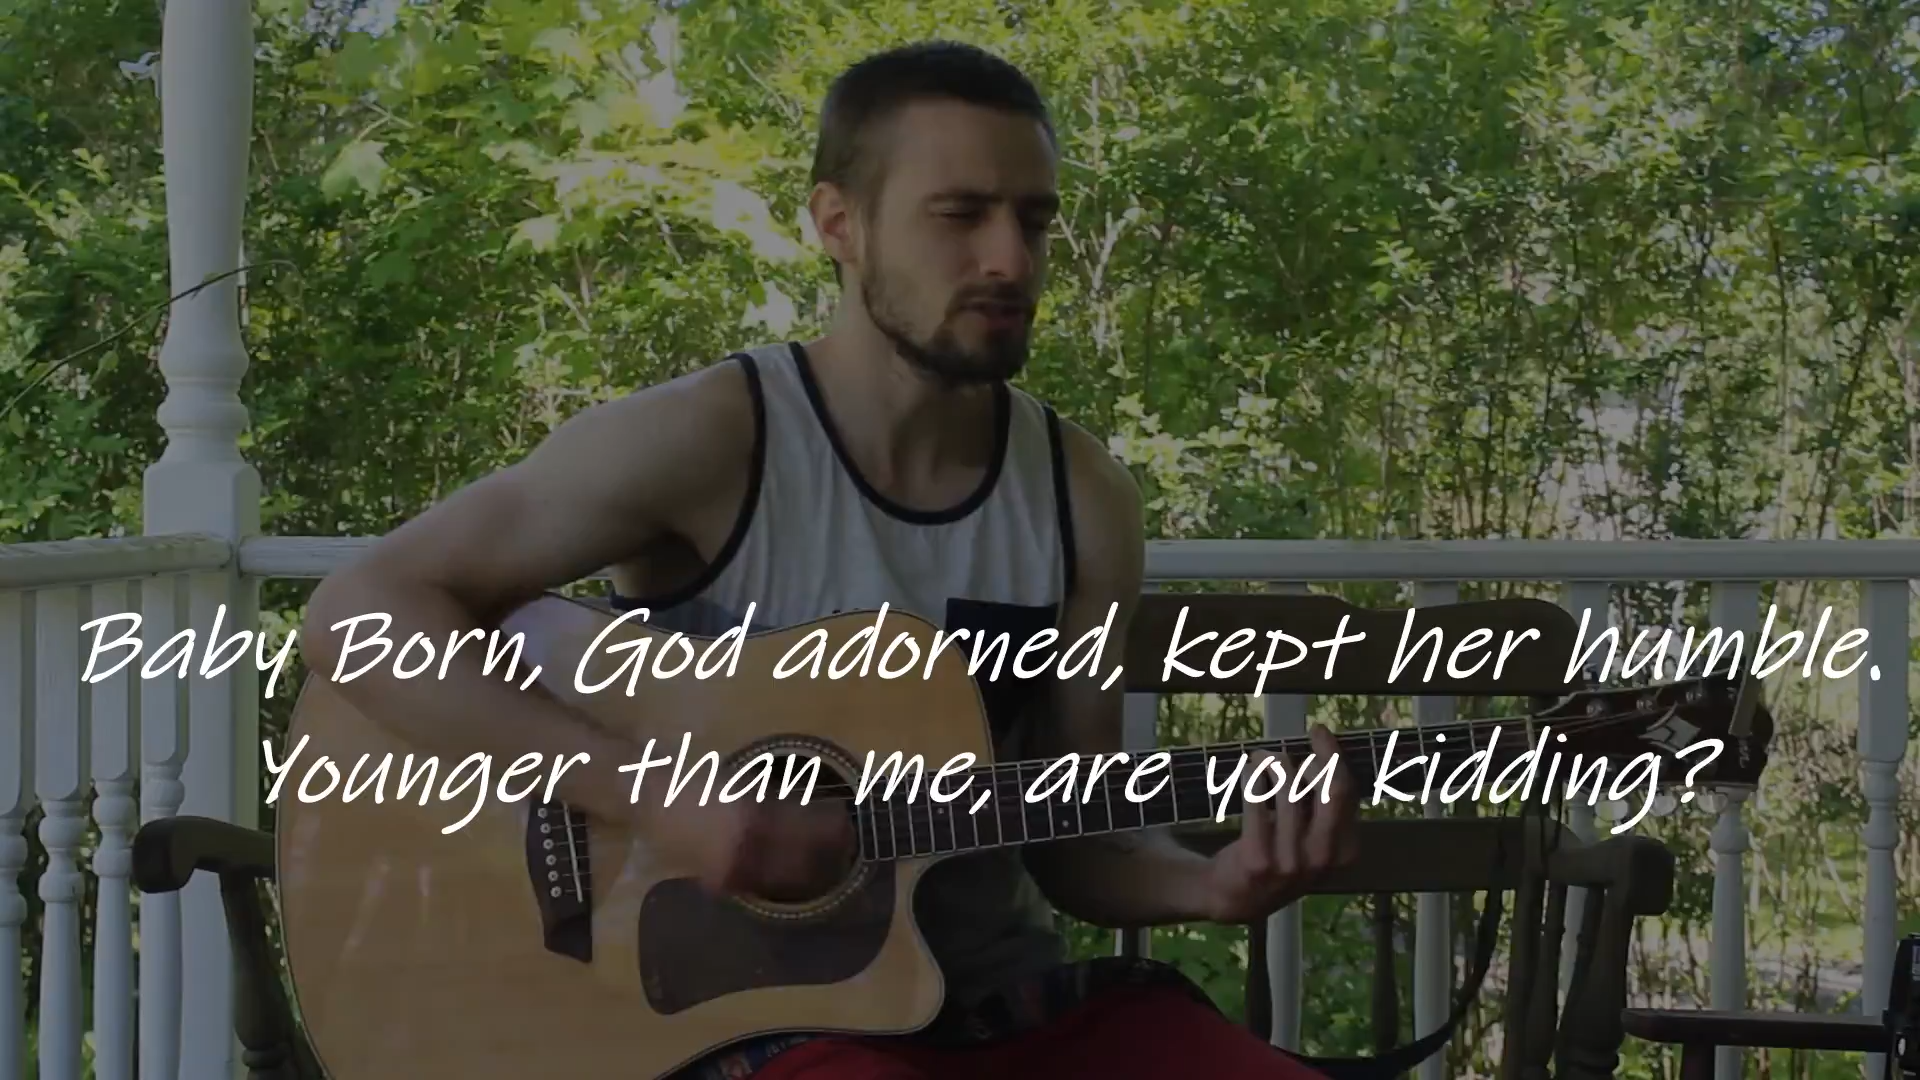 Baby Born, God adorned, kept her humble.
Younger than me, are you kidding?